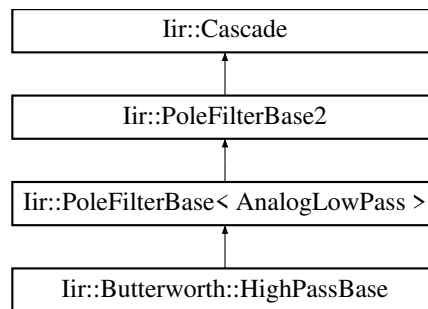 Iir::Cascade
Iir::PoleFilterBase2
Iir::PoleFilterBase< AnalogLowPass >
Iir::Butterworth::HighPassBase